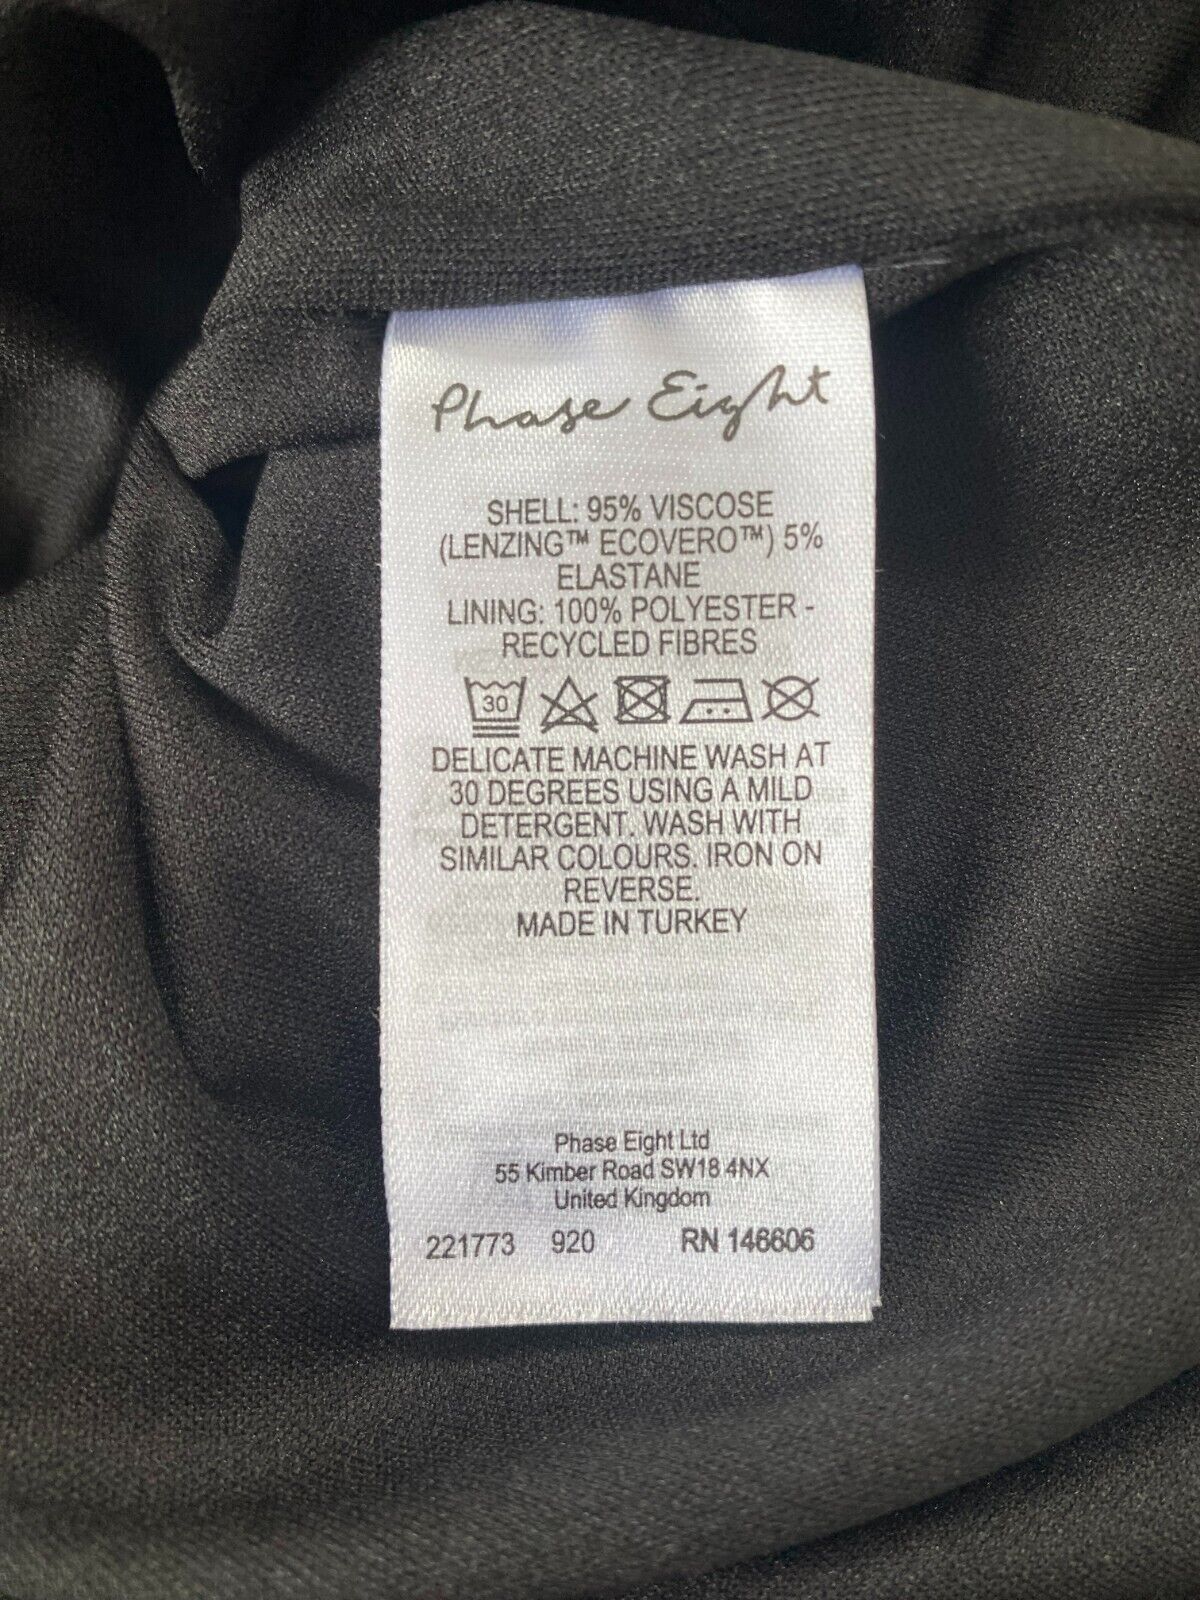 Phase Eight
SHELL: 95% VISCOSE
(LENZING™ ECOVERO™) 5%
ELASTANE
LINING: 100% POLYESTER -
RECYCLED FIBRES
30
DELICATE MACHINE WASH AT
30 DEGREES USING A MILD
DETERGENT. WASH WITH
SIMILAR COLOURS. IRON ON
REVERSE.
MADE IN TURKEY
Phase Eight Ltd
55 Kimber Road SW18 4NX
United Kingdom
221773 920 RN 146606